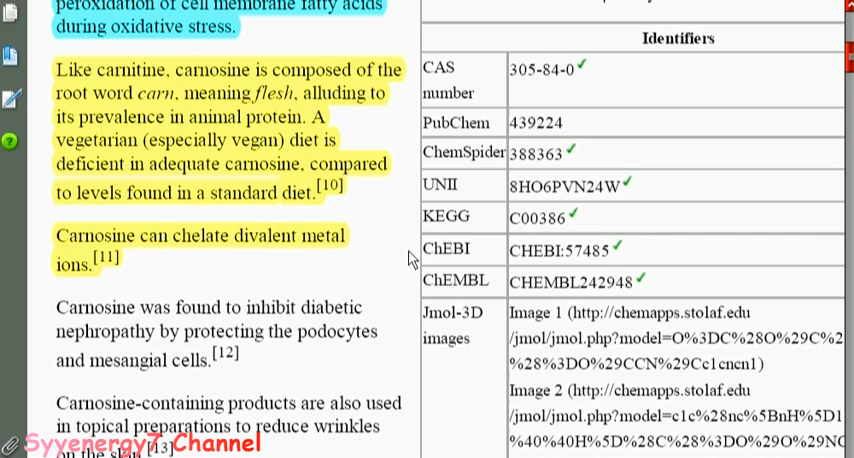 peroxidation of cell membrane fatty acids
during oxidative stress.
Like carnitine, carnosine is composed of the
root word carn, meaning flesh, alluding to
its prevalence in animal protein. A
vegetarian (especially vegan) diet is
deficient in adequate carnosine, compared
to levels found in a standard diet.[10]
Carnosine can chelate divalent metal
ions.[11]
Carnosine was found to inhibit diabetic
nephropathy by protecting the podocytes
and mesangial cells.[12]
Carnosine-containing products are also used
in topical preparations to reduce wrinkles
on the skin.[13]
Identifiers
CAS number 305-84-0✓
PubChem 439224
ChemSpider 388363✓
UNII 8HO6PVN24W✓
KEGG C00386✓
ChEBI CHEBI:57485✓
ChEMBL CHEMBL242948✓
Jmol-3D images Image 1 (http://chemapps.stolaf.edu
/jmol/jmol.php?model=O%3DC%28O%29C%2
%28%3DO%29CCN%29Cc1cncn1)
Image 2 (http://chemapps.stolaf.edu
/jmol/jmol.php?model=c1c%28nc%5BnH%5D1
%40%40H%5D%28C%28%3DO%29O%29NC
Syyenergy7 Channel